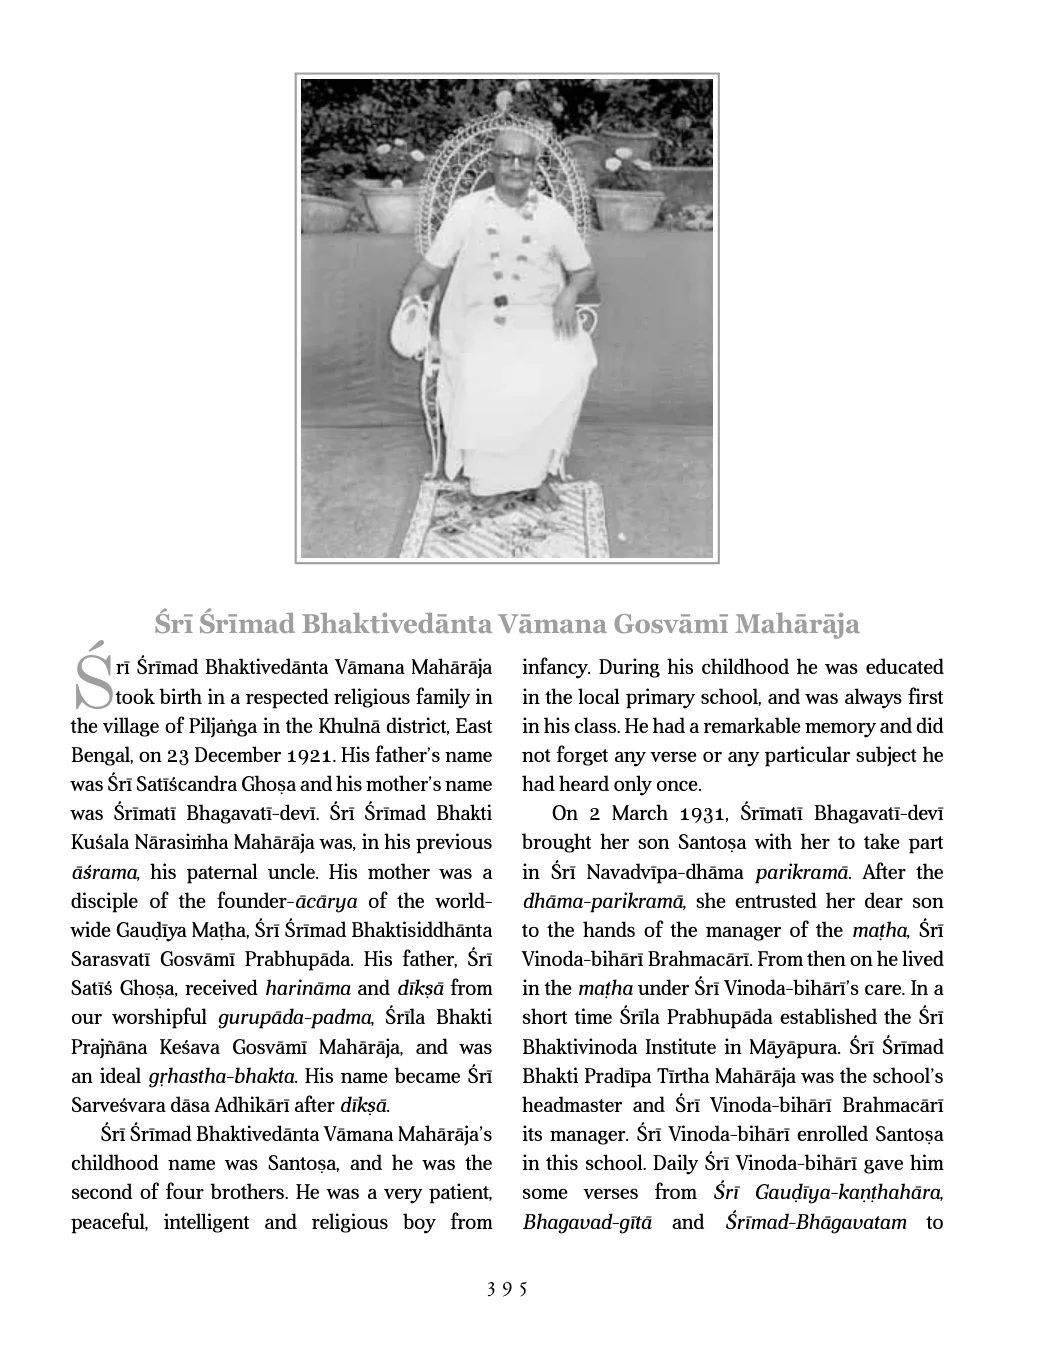 Śrī Śrīmad Bhaktivedānta Vāmana Gosvāmī Mahārāja
Śrī Śrīmad Bhaktivedānta Vāmana Mahārāja
took birth in a respected religious family in
the village of Piljaṅga in the Khulnā district, East
Bengal, on 23 December 1921. His father’s name
was Śrī Satīścandra Ghoṣa and his mother’s name
was Śrīmatī Bhagavatī-devī. Śrī Śrīmad Bhakti
Kuśala Nārasiṁha Mahārāja was, in his previous
āśrama, his paternal uncle. His mother was a
disciple of the founder-ācārya of the world-
wide Gauḍīya Maṭha, Śrī Śrīmad Bhaktisiddhānta
Sarasvatī Gosvāmī Prabhupāda. His father, Śrī
Satīś Ghoṣa, received harināma and dīkṣā from
our worshipful gurupāda-padma, Śrīla Bhakti
Prajñāna Keśava Gosvāmī Mahārāja, and was
an ideal gṛhastha-bhakta. His name became Śrī
Sarveśvara dāsa Adhikārī after dīkṣā.
Śrī Śrīmad Bhaktivedānta Vāmana Mahārāja’s
childhood name was Santoṣa, and he was the
second of four brothers. He was a very patient,
peaceful, intelligent and religious boy from
infancy. During his childhood he was educated
in the local primary school, and was always first
in his class. He had a remarkable memory and did
not forget any verse or any particular subject he
had heard only once.
On 2 March 1931, Śrīmatī Bhagavatī-devī
brought her son Santoṣa with her to take part
in Śrī Navadvīpa-dhāma parikramā. After the
dhāma-parikramā, she entrusted her dear son
to the hands of the manager of the maṭha, Śrī
Vinoda-bihārī Brahmacārī. From then on he lived
in the maṭha under Śrī Vinoda-bihārī’s care. In a
short time Śrīla Prabhupāda established the Śrī
Bhaktivinoda Institute in Māyāpura. Śrī Śrīmad
Bhakti Pradīpa Tīrtha Mahārāja was the school’s
headmaster and Śrī Vinoda-bihārī Brahmacārī
its manager. Śrī Vinoda-bihārī enrolled Santoṣa
in this school. Daily Śrī Vinoda-bihārī gave him
some verses from Śrī Gauḍīya-kaṇṭhahāra,
Bhagavad-gītā and Śrīmad-Bhāgavatam to
395